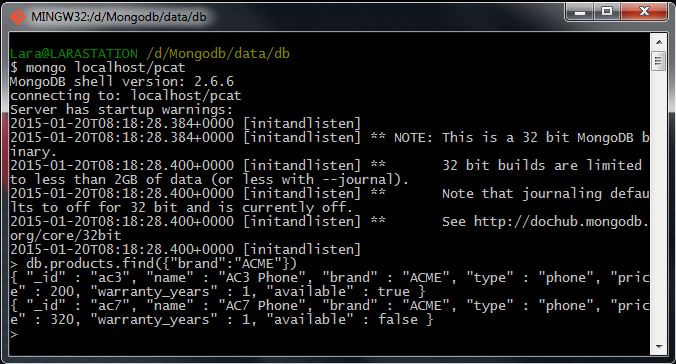 MINGW32:/d/Mongodb/data/db
Lara@LARASTATION /d/Mongodb/data/db
$ mongo localhost/pcat
MongoDB shell version: 2.6.6
connecting to: localhost/pcat
Server has startup warnings:
2015-01-20T08:18:28.384+0000 [initandlisten]
2015-01-20T08:18:28.384+0000 [initandlisten] ** NOTE: This is a 32 bit MongoDB b
inary.
2015-01-20T08:18:28.400+0000 [initandlisten] **       32 bit builds are limited
to less than 2GB of data (or less with --journal).
2015-01-20T08:18:28.400+0000 [initandlisten] **       Note that journaling defau
lts to off for 32 bit and is currently off.
2015-01-20T08:18:28.400+0000 [initandlisten] **       See http://dochub.mongodb.
org/core/32bit
2015-01-20T08:18:28.400+0000 [initandlisten]
> db.products.find({"brand":"ACME"})
{ "_id" : "ac3", "name" : "AC3 Phone", "brand" : "ACME", "type" : "phone", "pric
e" : 200, "warranty_years" : 1, "available" : true }
{ "_id" : "ac7", "name" : "AC7 Phone", "brand" : "ACME", "type" : "phone", "pric
e" : 320, "warranty_years" : 1, "available" : false }
>